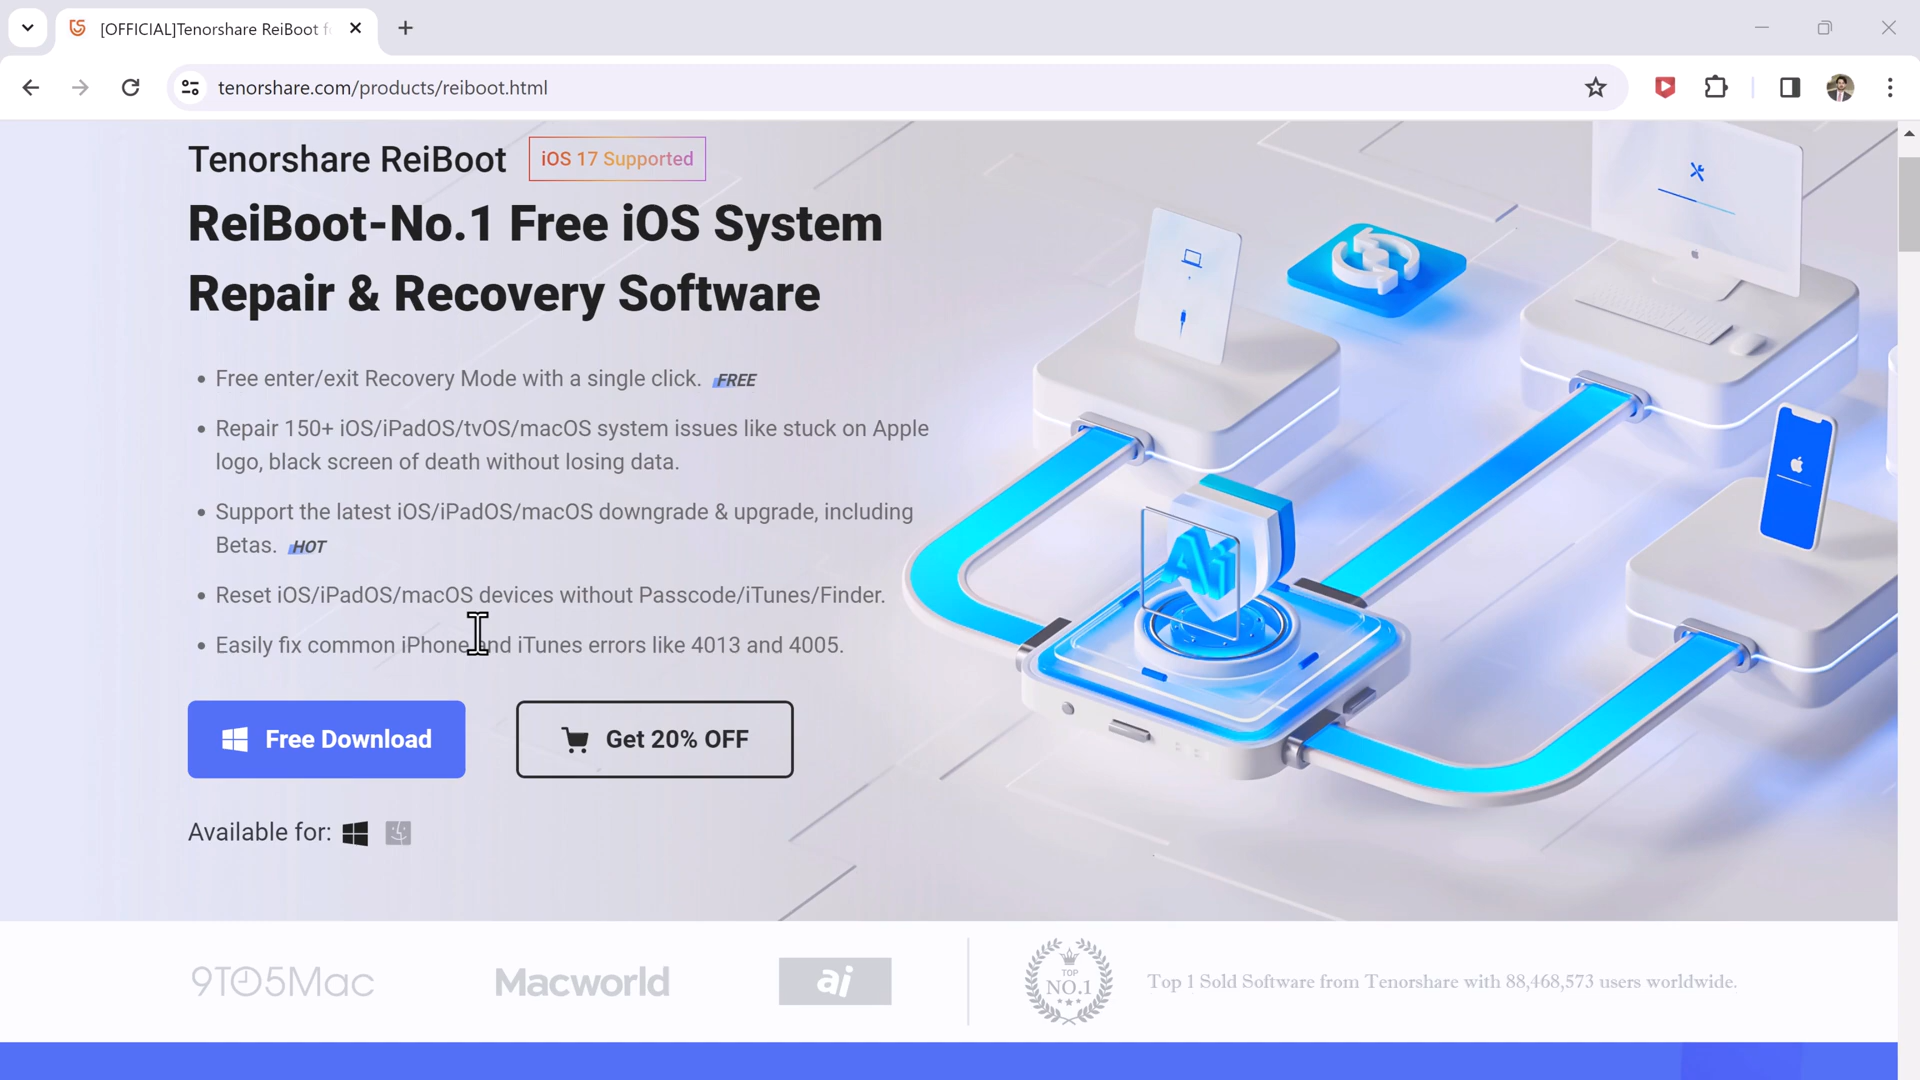 [OFFICIAL]Tenorshare ReiBoot f
tenorshare.com/products/reiboot.html
Tenorshare ReiBoot
iOS 17 Supported
ReiBoot-No.1 Free iOS System
Repair & Recovery Software
Free enter/exit Recovery Mode with a single click. FREE
Repair 150+ iOS/iPadOS/tvOS/macOS system issues like stuck on Apple
logo, black screen of death without losing data.
Support the latest iOS/iPadOS/macOS downgrade & upgrade, including
Betas. HOT
Reset iOS/iPadOS/macOS devices without Passcode/iTunes/Finder.
Easily fix common iPhone and iTunes errors like 4013 and 4005.
Free Download
Get 20% OFF
Available for:
Ai
9TO5Mac
Macworld
ai
TOP
NO.1
Top 1 Sold Software from Tenorshare with 88,468,573 users worldwide.